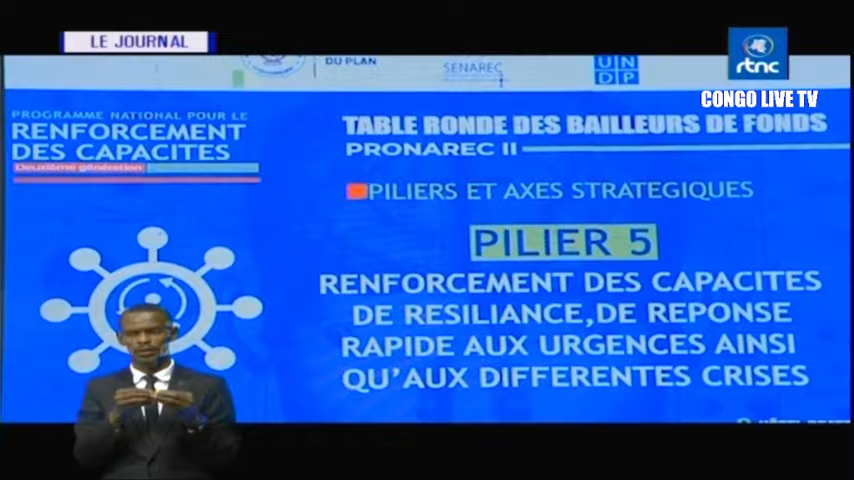 LE JOURNAL
DU PLAN
SENAREC
UN
DP
rtnc
CONGO LIVE TV
PROGRAMME NATIONAL POUR LE
RENFORCEMENT
DES CAPACITES
Deuxième génération
TABLE RONDE DES BAILLEURS DE FONDS
PRONAREC II
PILIERS ET AXES STRATEGIQUES
PILIER 5
RENFORCEMENT DES CAPACITES
DE RESILIANCE,DE REPONSE
RAPIDE AUX URGENCES AINSI
QU'AUX DIFFERENTES CRISES